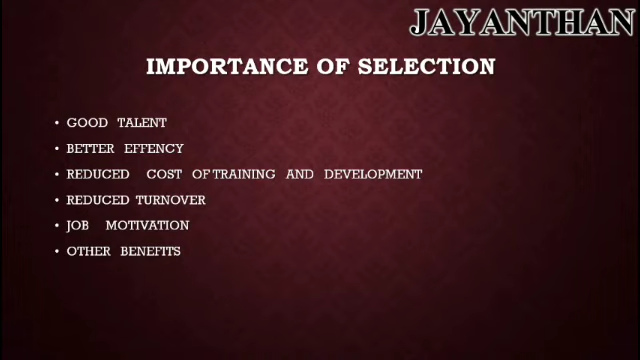 JAYANTHAN
IMPORTANCE OF SELECTION
• GOOD TALENT
• BETTER EFFENCY
• REDUCED COST OF TRAINING AND DEVELOPMENT
• REDUCED TURNOVER
• JOB MOTIVATION
• OTHER BENEFITS